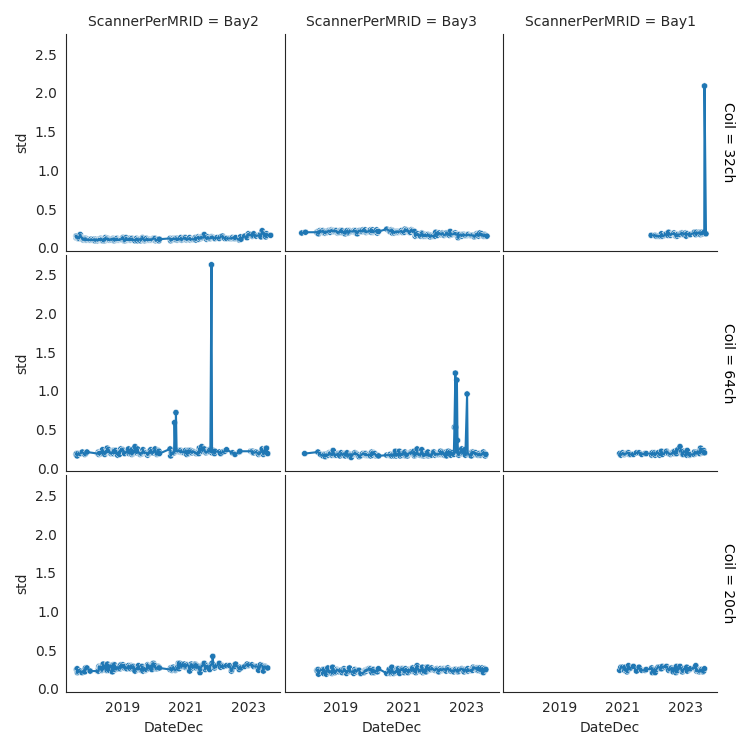 ScannerPerMRID = Bay2 ScannerPerMRID = Bay3 ScannerPerMRID = Bay1
2.5
2.0
1.5
1.0
0.5
0.0
std
Coil = 32ch
2.5
2.0
1.5
1.0
0.5
0.0
std
Coil = 64ch
2.5
2.0
1.5
1.0
0.5
0.0
std
Coil = 20ch
2019 2021 2023 2019 2021 2023 2019 2021 2023
DateDec DateDec DateDec